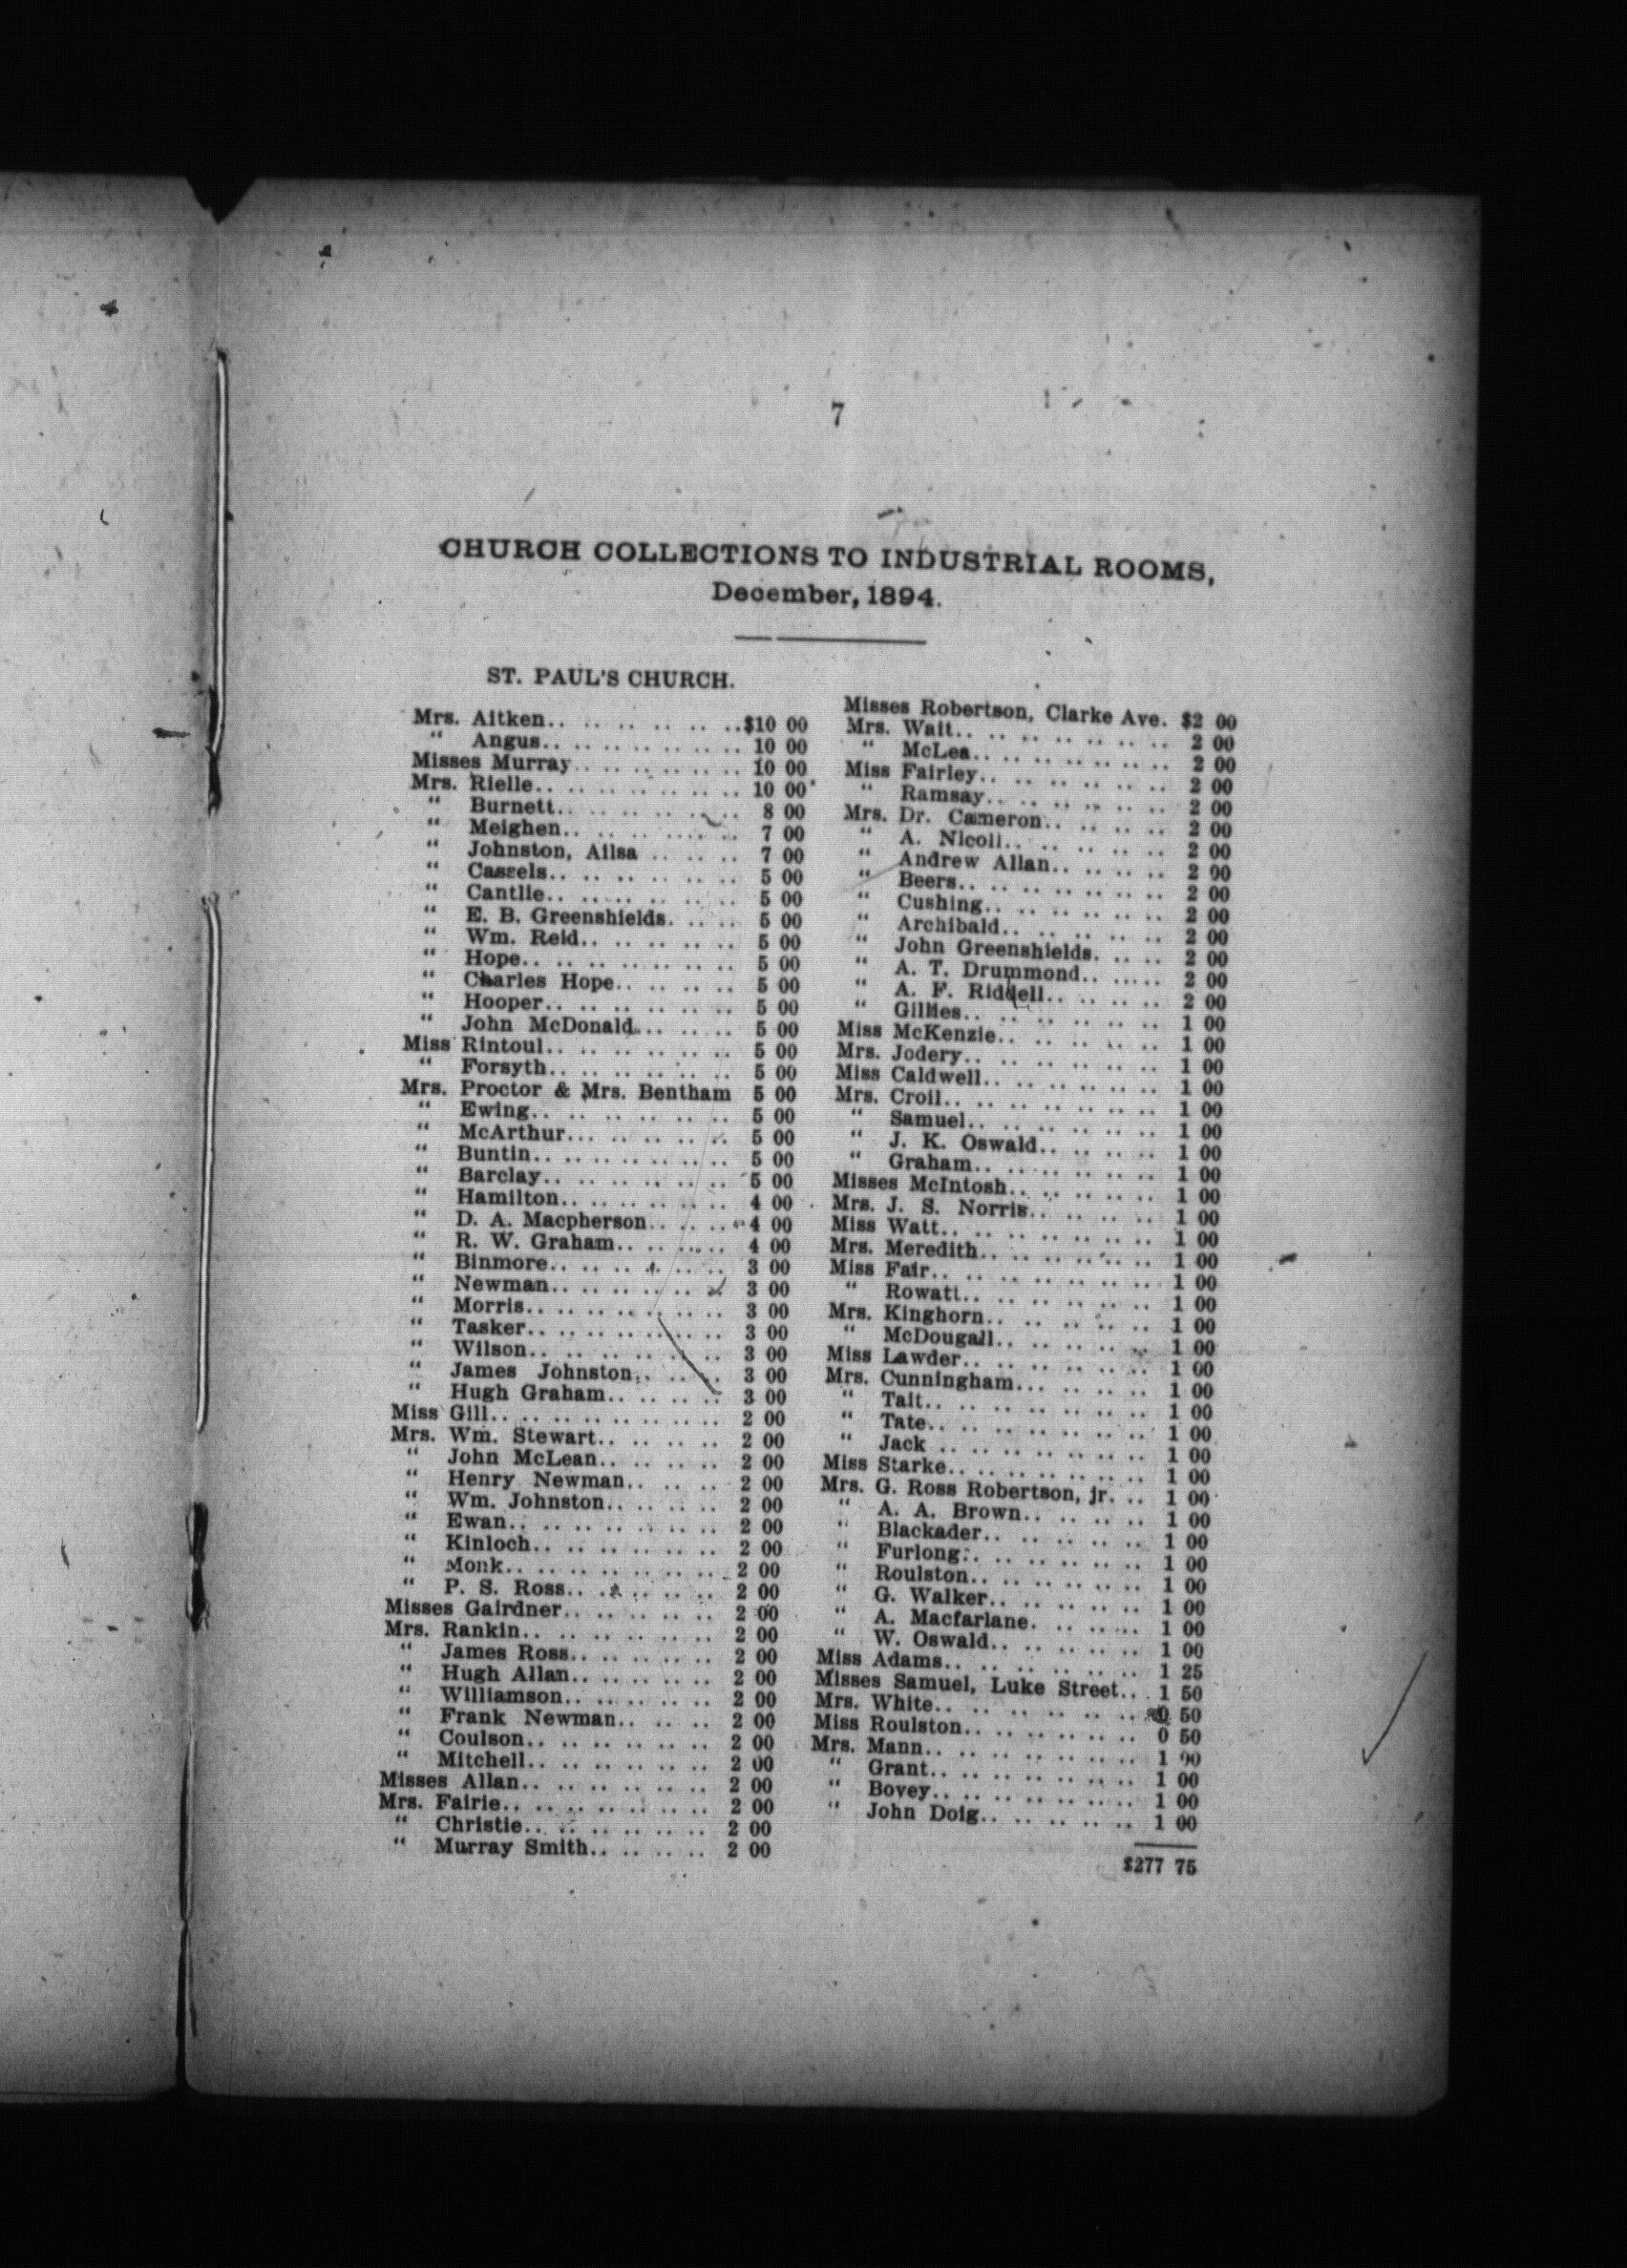 7
CHURCH COLLECTIONS TO INDUSTRIAL ROOMS,
December, 1894.
ST. PAUL'S CHURCH.
Mrs. Aitken.. .. .. .. .. .. ..$10 00
“ Angus.. .. .. .. .. .. .. 10 00
Misses Murray.. .. .. .. .. .. 10 00
Mrs. Rielle.. .. .. .. .. .. .. 10 00
“ Burnett.. .. .. .. .. .. .. 8 00
“ Meighen.. .. .. .. .. .. .. 7 00
“ Johnston, Ailsa .. .. .. .. 7 00
“ Cassels.. .. .. .. .. .. .. 5 00
“ Cantlie.. .. .. .. .. .. .. 5 00
“ E. B. Greenshields. .. .. .. 5 00
“ Wm. Reid.. .. .. .. .. .. 5 00
“ Hope.. .. .. .. .. .. .. .. 5 00
“ Charles Hope.. .. .. .. .. 5 00
“ Hooper.. .. .. .. .. .. .. 5 00
“ John McDonald.. .. .. .. .. 5 00
Miss Rintoul.. .. .. .. .. .. .. 5 00
“ Forsyth.. .. .. .. .. .. .. 5 00
Mrs. Proctor & Mrs. Bentham 5 00
“ Ewing.. .. .. .. .. .. .. .. 5 00
“ McArthur... .. .. .. .. .. 5 00
“ Buntin.. .. .. .. .. .. .. 5 00
“ Barclay.. .. .. .. .. .. .. 5 00
“ Hamilton.. .. .. .. .. .. .. 4 00
“ D. A. Macpherson.. .. .. .. 4 00
“ R. W. Graham.. .. .. .. .. 4 00
“ Binmore.. .. .. .. .. .. .. 3 00
“ Newman.. .. .. .. .. .. .. 3 00
“ Morris.. .. .. .. .. .. .. 3 00
“ Tasker.. .. .. .. .. .. .. 3 00
“ Wilson.. .. .. .. .. .. .. 3 00
“ James Johnston.. .. .. .. 3 00
“ Hugh Graham.. .. .. .. .. 3 00
Miss Gill.. .. .. .. .. .. .. .. 2 00
Mrs. Wm. Stewart.. .. .. .. .. 2 00
“ John McLean.. .. .. .. .. 2 00
“ Henry Newman.. .. .. .. 2 00
“ Wm. Johnston.. .. .. .. .. 2 00
“ Ewan.. .. .. .. .. .. .. .. 2 00
“ Kinloch.. .. .. .. .. .. .. 2 00
“ Monk.. .. .. .. .. .. .. .. 2 00
“ P. S. Ross.. .. .. .. .. .. 2 00
Misses Gairdner.. .. .. .. .. .. 2 00
Mrs. Rankin.. .. .. .. .. .. .. 2 00
“ James Ross.. .. .. .. .. .. 2 00
“ Hugh Allan.. .. .. .. .. .. 2 00
“ Williamson.. .. .. .. .. .. 2 00
“ Frank Newman.. .. .. .. 2 00
“ Coulson.. .. .. .. .. .. .. 2 00
“ Mitchell.. .. .. .. .. .. .. 2 00
Misses Allan.. .. .. .. .. .. .. 2 00
Mrs. Fairie.. .. .. .. .. .. .. 2 00
“ Christie.. .. .. .. .. .. .. 2 00
“ Murray Smith.. .. .. .. .. 2 00
Misses Robertson, Clarke Ave. $2 00
Mrs. Wait.. .. .. .. .. .. .. .. 2 00
“ McLea.. .. .. .. .. .. .. 2 00
Miss Fairley.. .. .. .. .. .. .. 2 00
“ Ramsay.. .. .. .. .. .. .. 2 00
Mrs. Dr. Cameron.. .. .. .. .. 2 00
“ A. Nicoll.. .. .. .. .. .. 2 00
“ Andrew Allan.. .. .. .. .. 2 00
“ Beers.. .. .. .. .. .. .. .. 2 00
“ Cushing.. .. .. .. .. .. .. 2 00
“ Archibald.. .. .. .. .. .. 2 00
“ John Greenshields. .. .. .. 2 00
“ A. T. Drummond.. .. .. .. 2 00
“ A. F. Riddell.. .. .. .. .. 2 00
“ Gillies.. .. .. .. .. .. .. 1 00
Miss McKenzie.. .. .. .. .. .. 1 00
Mrs. Jodery.. .. .. .. .. .. .. 1 00
Miss Caldwell.. .. .. .. .. .. .. 1 00
Mrs. Croil.. .. .. .. .. .. .. .. 1 00
“ Samuel.. .. .. .. .. .. .. 1 00
“ J. K. Oswald.. .. .. .. .. 1 00
“ Graham.. .. .. .. .. .. .. 1 00
Misses McIntosh.. .. .. .. .. .. 1 00
Mrs. J. S. Norris.. .. .. .. .. 1 00
Miss Watt.. .. .. .. .. .. .. .. 1 00
Mrs. Meredith.. .. .. .. .. .. .. 1 00
Miss Fair.. .. .. .. .. .. .. .. 1 00
“ Rowatt.. .. .. .. .. .. .. 1 00
Mrs. Kinghorn.. .. .. .. .. .. 1 00
“ McDougall.. .. .. .. .. .. 1 00
Miss Lawder.. .. .. .. .. .. .. 1 00
Mrs. Cunningham... .. .. .. .. 1 00
“ Tait.. .. .. .. .. .. .. .. 1 00
“ Tate.. .. .. .. .. .. .. .. 1 00
“ Jack .. .. .. .. .. .. .. .. 1 00
Miss Starke.. .. .. .. .. .. .. 1 00
Mrs. G. Ross Robertson, jr. .. 1 00
“ A. A. Brown.. .. .. .. .. 1 00
“ Blackader.. .. .. .. .. .. 1 00
“ Furlong.. .. .. .. .. .. .. 1 00
“ Roulston.. .. .. .. .. .. .. 1 00
“ G. Walker.. .. .. .. .. .. 1 00
“ A. Macfarlane. .. .. .. .. 1 00
“ W. Oswald.. .. .. .. .. .. 1 00
Miss Adams.. .. .. .. .. .. .. 1 25
Misses Samuel, Luke Street.. . 1 50
Mrs. White.. .. .. .. .. .. .. 0 50
Miss Roulston.. .. .. .. .. .. .. 0 50
Mrs. Mann.. .. .. .. .. .. .. .. 1 00
“ Grant.. .. .. .. .. .. .. .. 1 00
“ Bovey.. .. .. .. .. .. .. .. 1 00
“ John Doig.. .. .. .. .. .. 1 00
$277 75